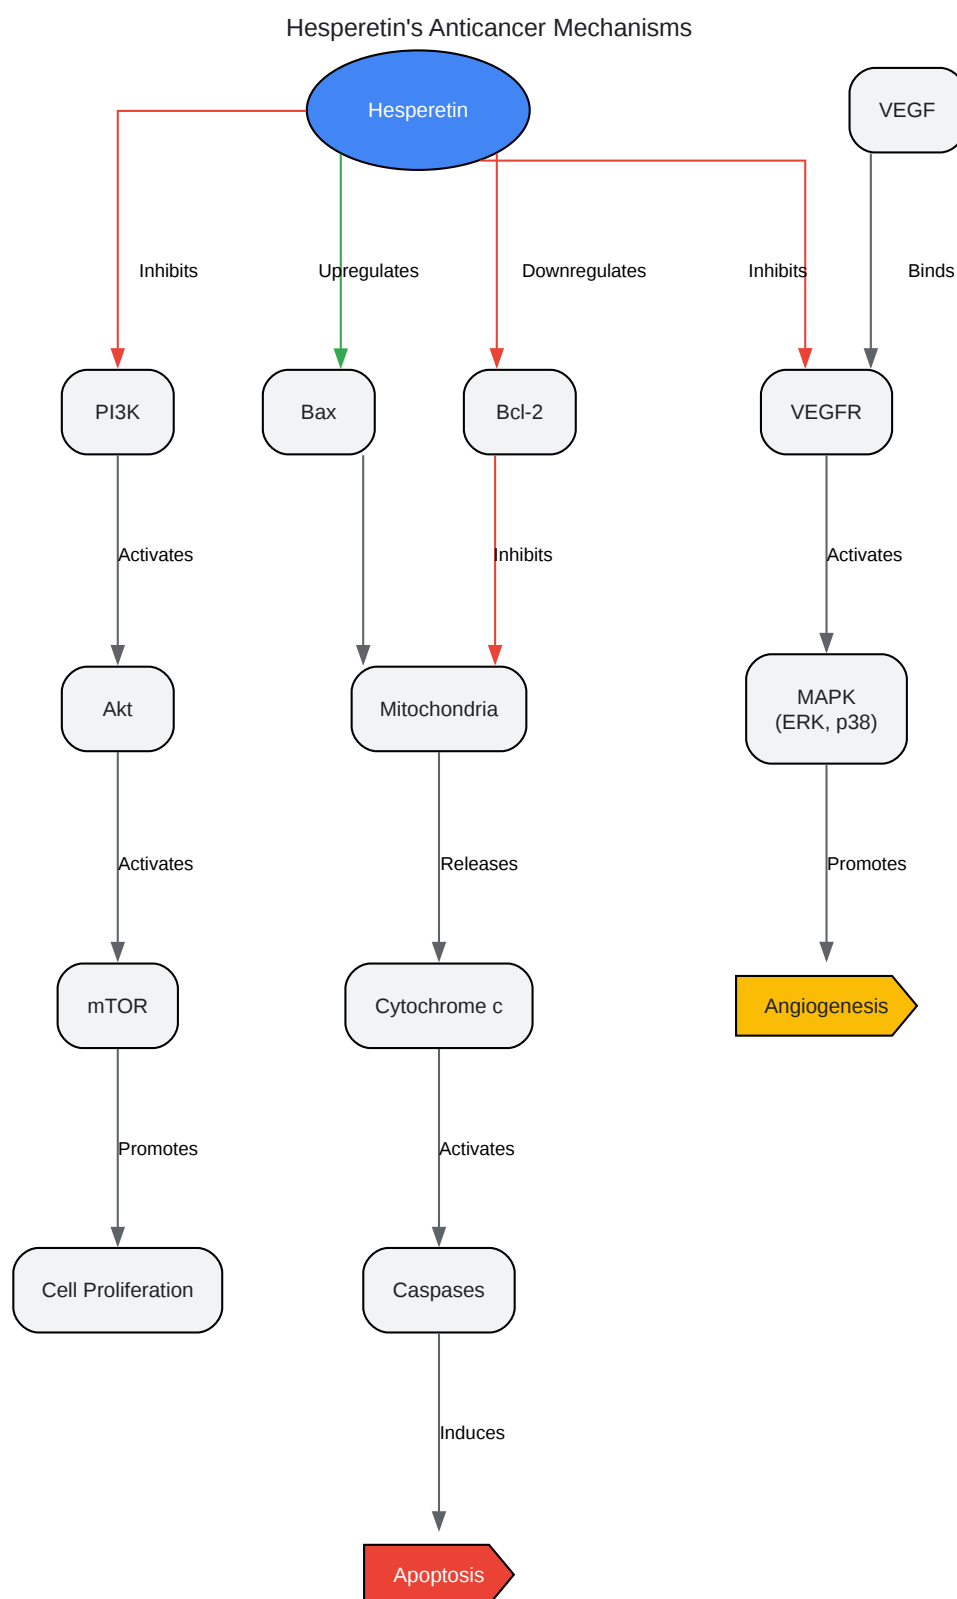 Hesperetin's Anticancer Mechanisms
Hesperetin
VEGF
Inhibits
Upregulates
Downregulates
Inhibits
Binds
PI3K
Bax
Bcl-2
VEGFR
Activates
Inhibits
Activates
Akt
Mitochondria
MAPK
(ERK, p38)
Activates
Releases
Promotes
mTOR
Cytochrome c
Angiogenesis
Promotes
Activates
Cell Proliferation
Caspases
Induces
Apoptosis